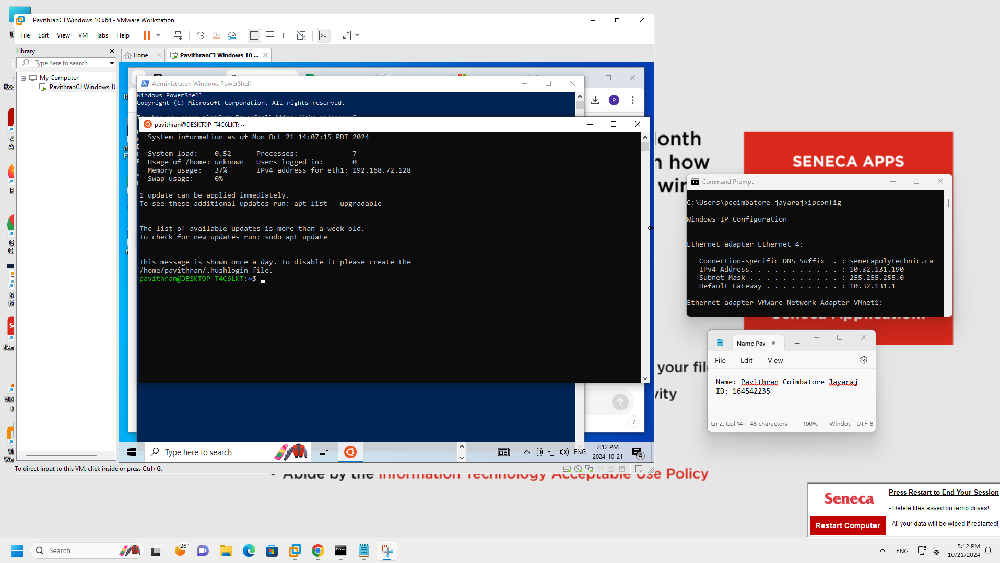 PavithranCJ Windows 10 x64 - VMware Workstation
File Edit View VM Tabs Help
Library
Type here to search
My Computer
PavithranCJ Windows 10
Home
PavithranCJ Windows 10 ...
Administrator: Windows PowerShell
Windows PowerShell
Copyright (C) Microsoft Corporation. All rights reserved.
P
pavithran@DESKTOP-T4C6LKT: ~
System information as of Mon Oct 21 14:07:15 PDT 2024
System load: 0.52 Processes: 7
Usage of /home: unknown Users logged in: 0
Memory usage: 37% IPv4 address for eth1: 192.168.72.128
Swap usage: 0%
1 update can be applied immediately.
To see these additional updates run: apt list --upgradable
The list of available updates is more than a week old.
To check for new updates run: sudo apt update
This message is shown once a day. To disable it please create the
/home/pavithran/.hushlogin file.
pavithran@DESKTOP-T4C6LKT:~$
?
Type here to search
ENG
2:12 PM
2024-10-21
4
To direct input to this VM, click inside or press Ctrl+G.
how
your
Abide by the Information Technology Acceptable Use Policy
SENECA APPS
Command Prompt
C:\Users\pcoimbatore-jayaraj>ipconfig
Windows IP Configuration
Ethernet adapter Ethernet 4:
Connection-specific DNS Suffix . : senecapolytechnic.ca
IPv4 Address. . . . . . . . . . . : 10.32.131.190
Subnet Mask . . . . . . . . . . . : 255.255.255.0
Default Gateway . . . . . . . . . : 10.32.131.1
Ethernet adapter VMware Network Adapter VMnet1:
Name Pav
File Edit View
Name: Pavithran Coimbatore Jayaraj
ID: 164542235
Ln 2, Col 14 48 characters 100% Window UTF-8
Seneca
Press Restart to End Your Session
- Delete files saved on temp drives!
- All your data will be wiped if restarted!
Restart Computer
Search
26°
ENG
5:12 PM
10/21/2024